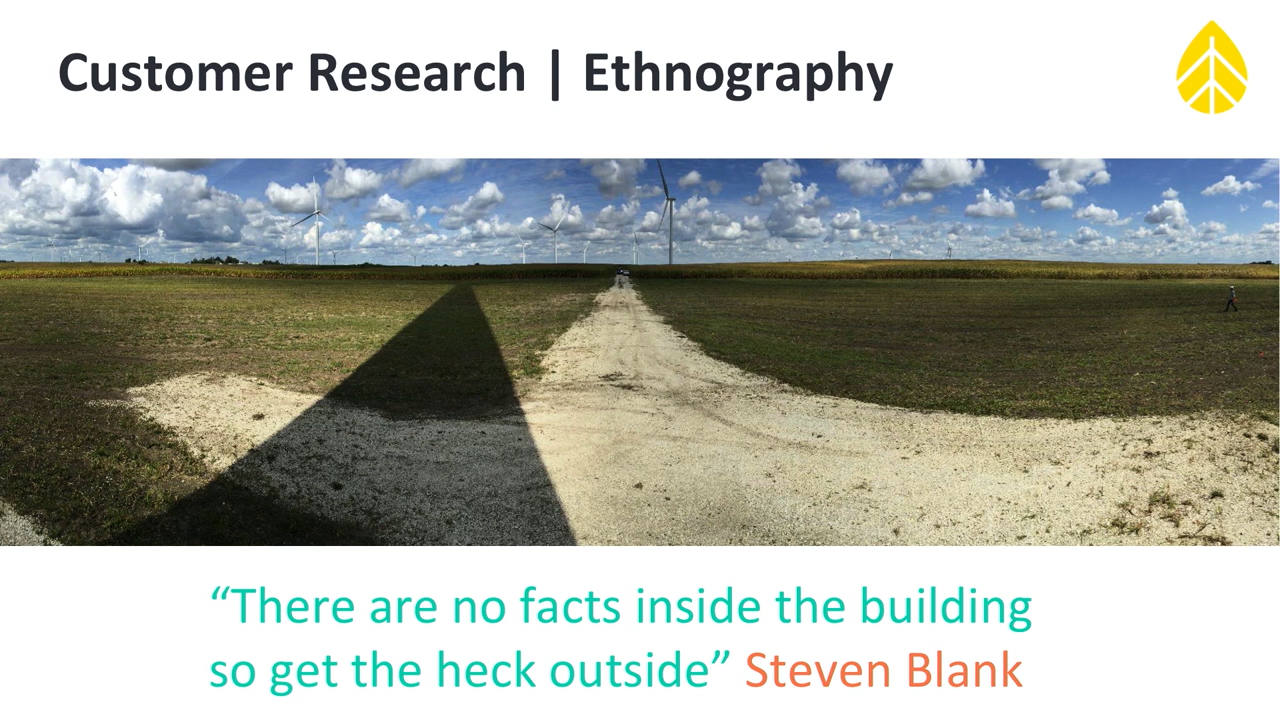 Customer Research | Ethnography
“There are no facts inside the building
so get the heck outside” Steven Blank